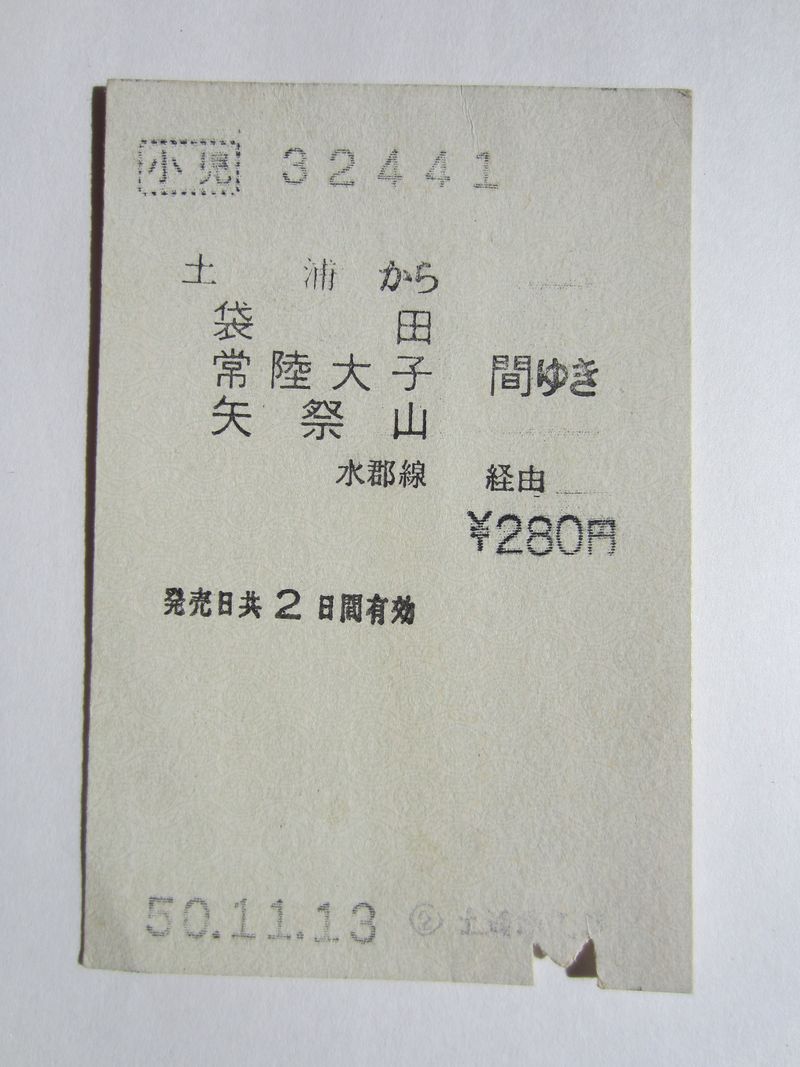 小児 32441
土浦から
袋田
常陸大子 間ゆき
矢祭山
水郡線 経由
¥280円
発売日共2日間有効
50.11.13 ②